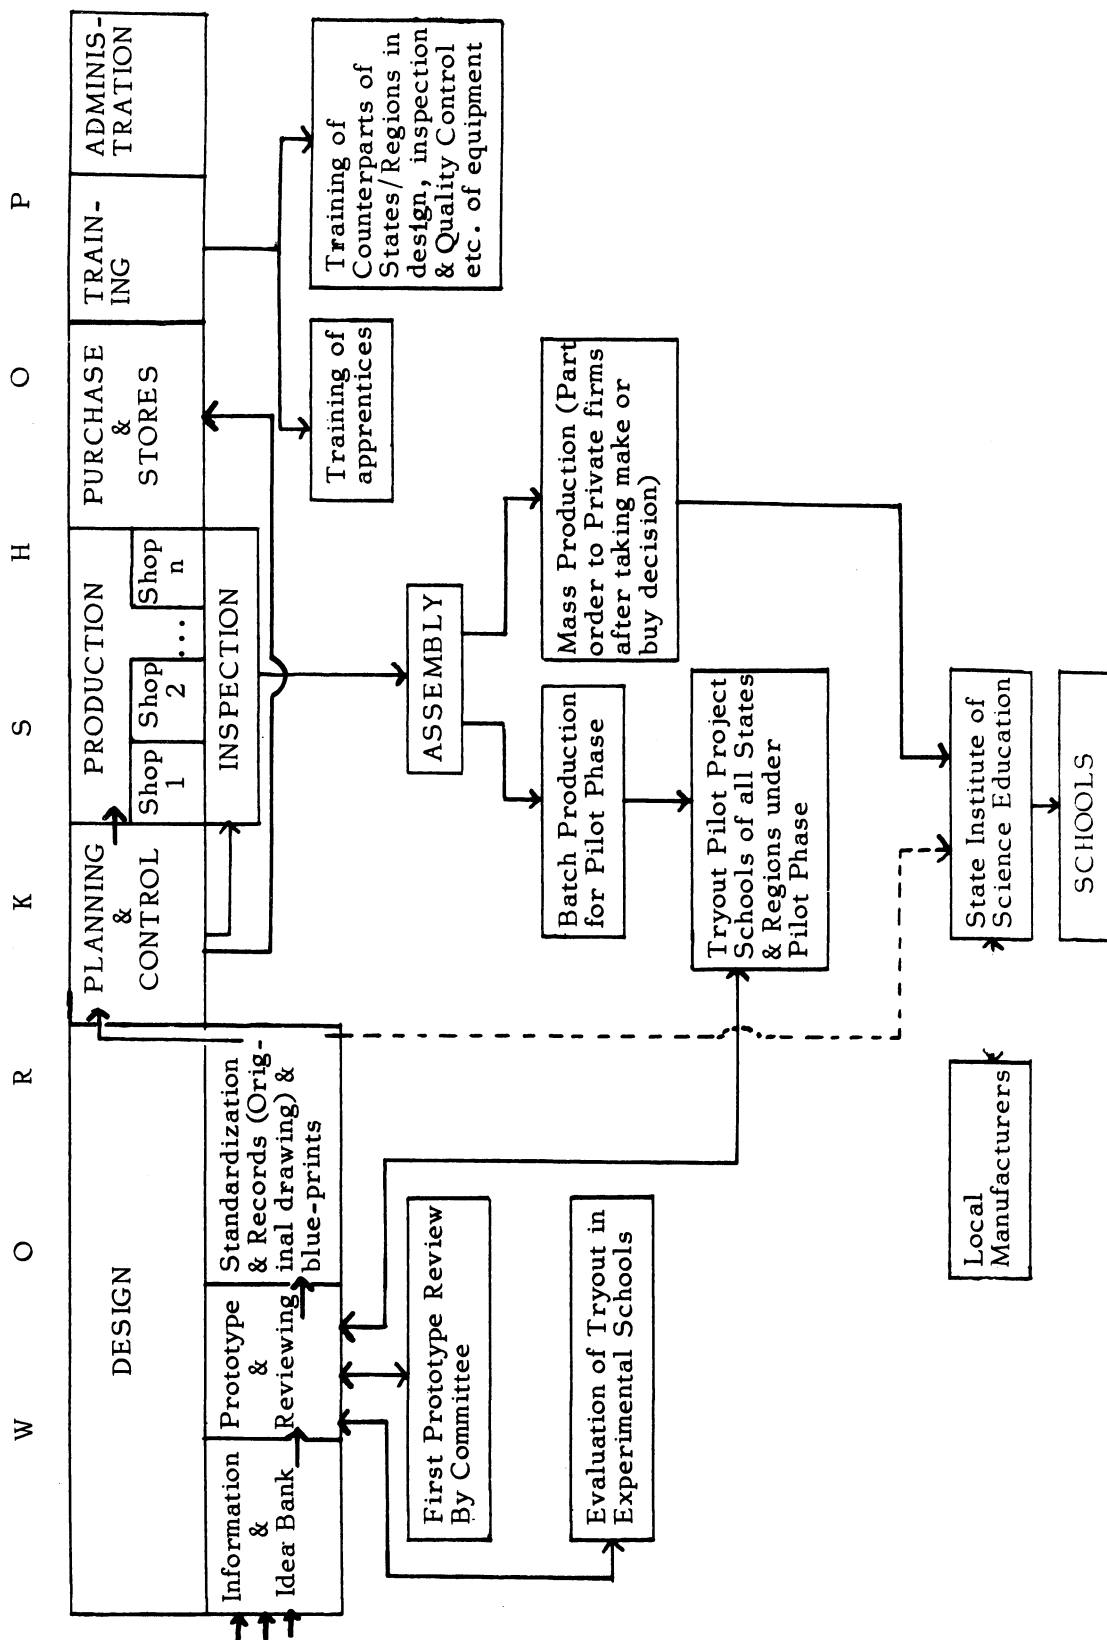 W O R K S H O P
DESIGN
PLANNING
&
CONTROL
PRODUCTION
Shop
1
Shop
2
...
Shop
n
INSPECTION
PURCHASE
&
STORES
TRAIN-
ING
ADMINIS-
TRATION
Information
&
Idea Bank
Prototype
&
Reviewing
Standardization
& Records (Orig-
inal drawing) &
blue-prints
Training of
apprentices
Training of
Counterparts of
States/Regions in
design, inspection
& Quality Control
etc. of equipment
First Prototype Review
By Committee
ASSEMBLY
Evaluation of Tryout in
Experimental Schools
Batch Production
for Pilot Phase
Mass Production (Part
order to Private firms
after taking make or
buy decision)
Tryout Pilot Project
Schools of all States
& Regions under
Pilot Phase
Local
Manufacturers
State Institute of
Science Education
SCHOOLS